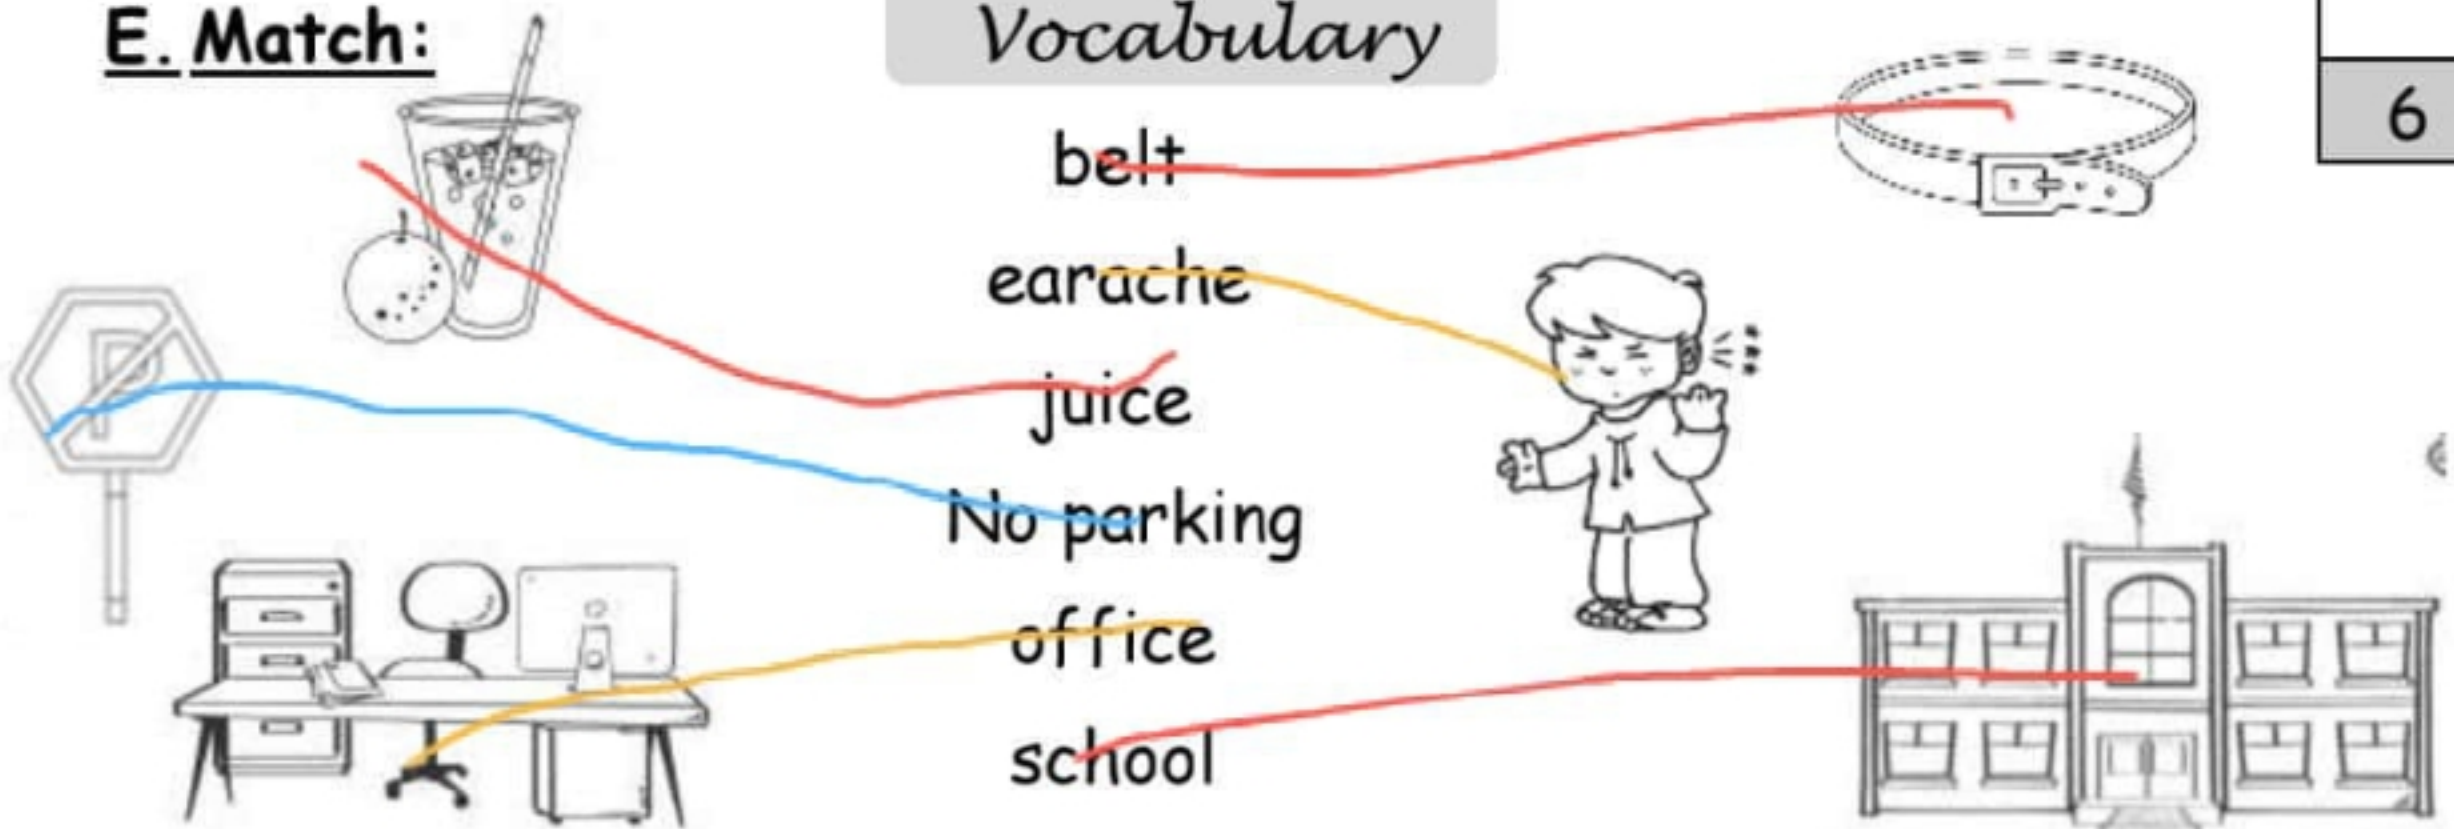 E. Match:
Vocabulary
6
belt
earache
juice
P
No parking
office
school